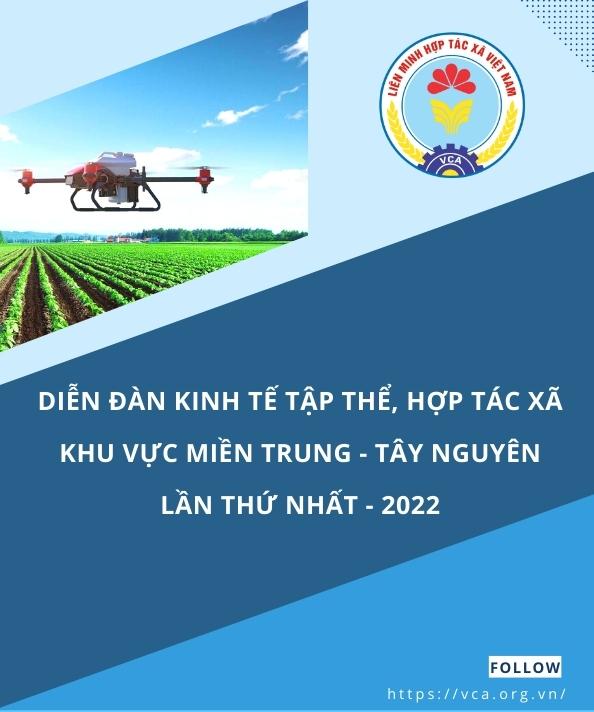 LIÊN MINH HỢP TÁC XÃ VIỆT NAM
VCA
DIỄN ĐÀN KINH TẾ TẬP THỂ, HỢP TÁC XÃ
KHU VỰC MIỀN TRUNG - TÂY NGUYÊN
LẦN THỨ NHẤT - 2022
FOLLOW
https://vca.org.vn/